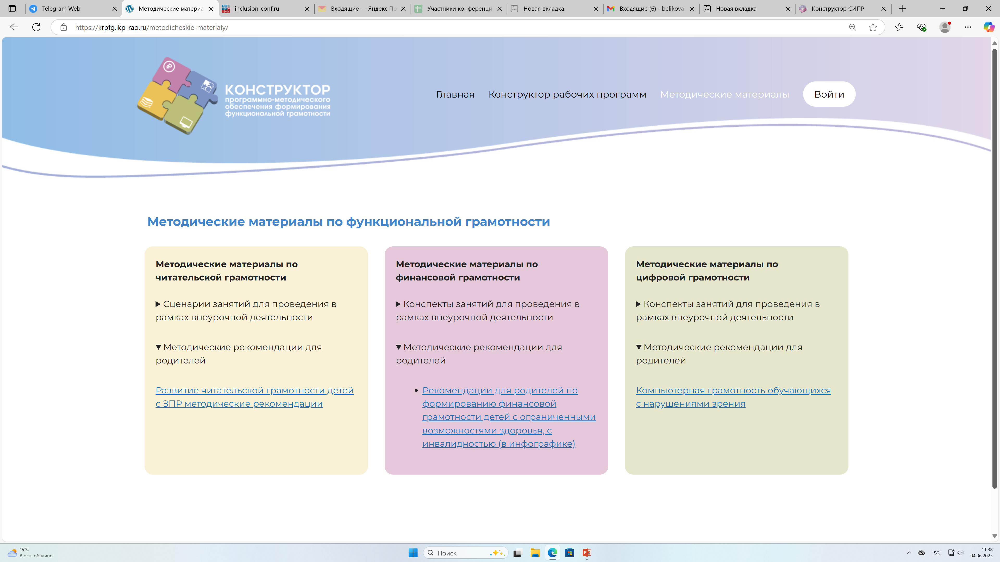 Telegram Web
Методические материа
inclusion-conf.ru
Входящие — Яндекс По
Участники конференци
Новая вкладка
Входящие (6) - belikova
Новая вкладка
Конструктор СИПР
https://krpfg.ikp-rao.ru/metodicheskie-materialy/
КОНСТРУКТОР
программно-методического
обеспечения формирования
функциональной грамотности
Главная
Конструктор рабочих программ
Методические материалы
Войти
Методические материалы по функциональной грамотности
Методические материалы по
читательской грамотности
Сценарии занятий для проведения в
рамках внеурочной деятельности
Методические рекомендации для
родителей
Развитие читательской грамотности детей
с ЗПР методические рекомендации
Методические материалы по
финансовой грамотности
Конспекты занятий для проведения в
рамках внеурочной деятельности
Методические рекомендации для
родителей
• Рекомендации для родителей по
формированию финансовой
грамотности детей с ограниченными
возможностями здоровья, с
инвалидностью (в инфографике)
Методические материалы по
цифровой грамотности
Конспекты занятий для проведения в
рамках внеурочной деятельности
Методические рекомендации для
родителей
Компьютерная грамотность обучающихся
с нарушениями зрения
19°C
В осн. облачно
Поиск
РУС
11:38
04.06.2025